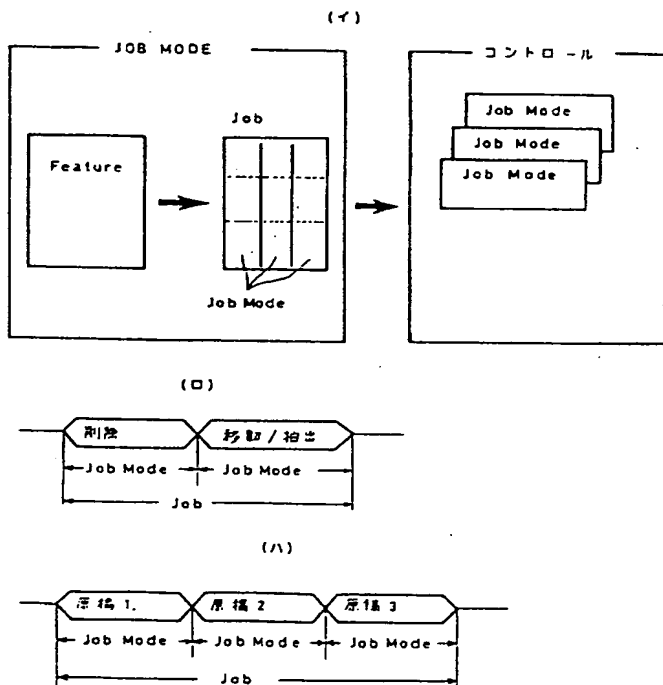 (イ)
JOB MODE
コントロール
Feature
Job
Job Mode
Job Mode
Job Mode
Job Mode
(ロ)
削除
移動/抽出
Job Mode
Job Mode
Job
(ハ)
原稿 1.
原稿 2
原稿 3
Job Mode
Job Mode
Job Mode
Job